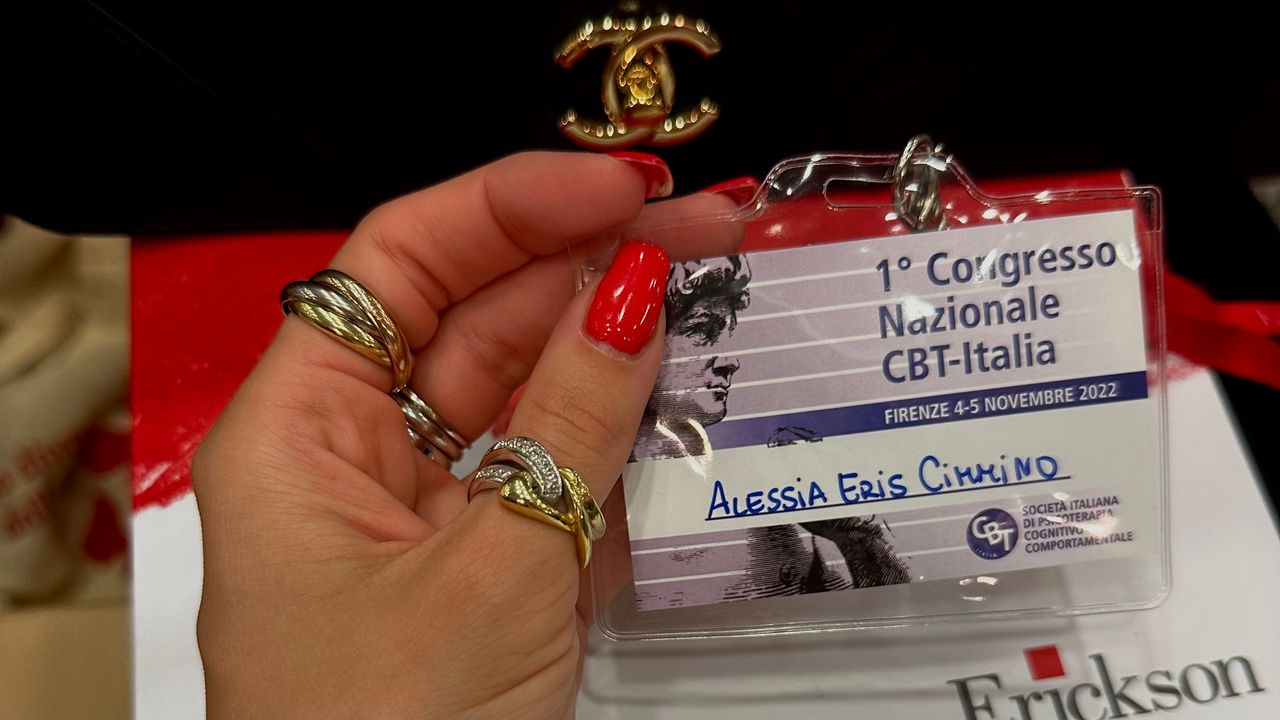 1° Congresso
Nazionale
CBT-Italia
FIRENZE 4-5 NOVEMBRE 2022
ALESSIA ERIS CIMMINO
CBT
Italia
SOCIETÀ ITALIANA
DI PSICOTERAPIA
COGNITIVO
COMPORTAMENTALE
Erickson